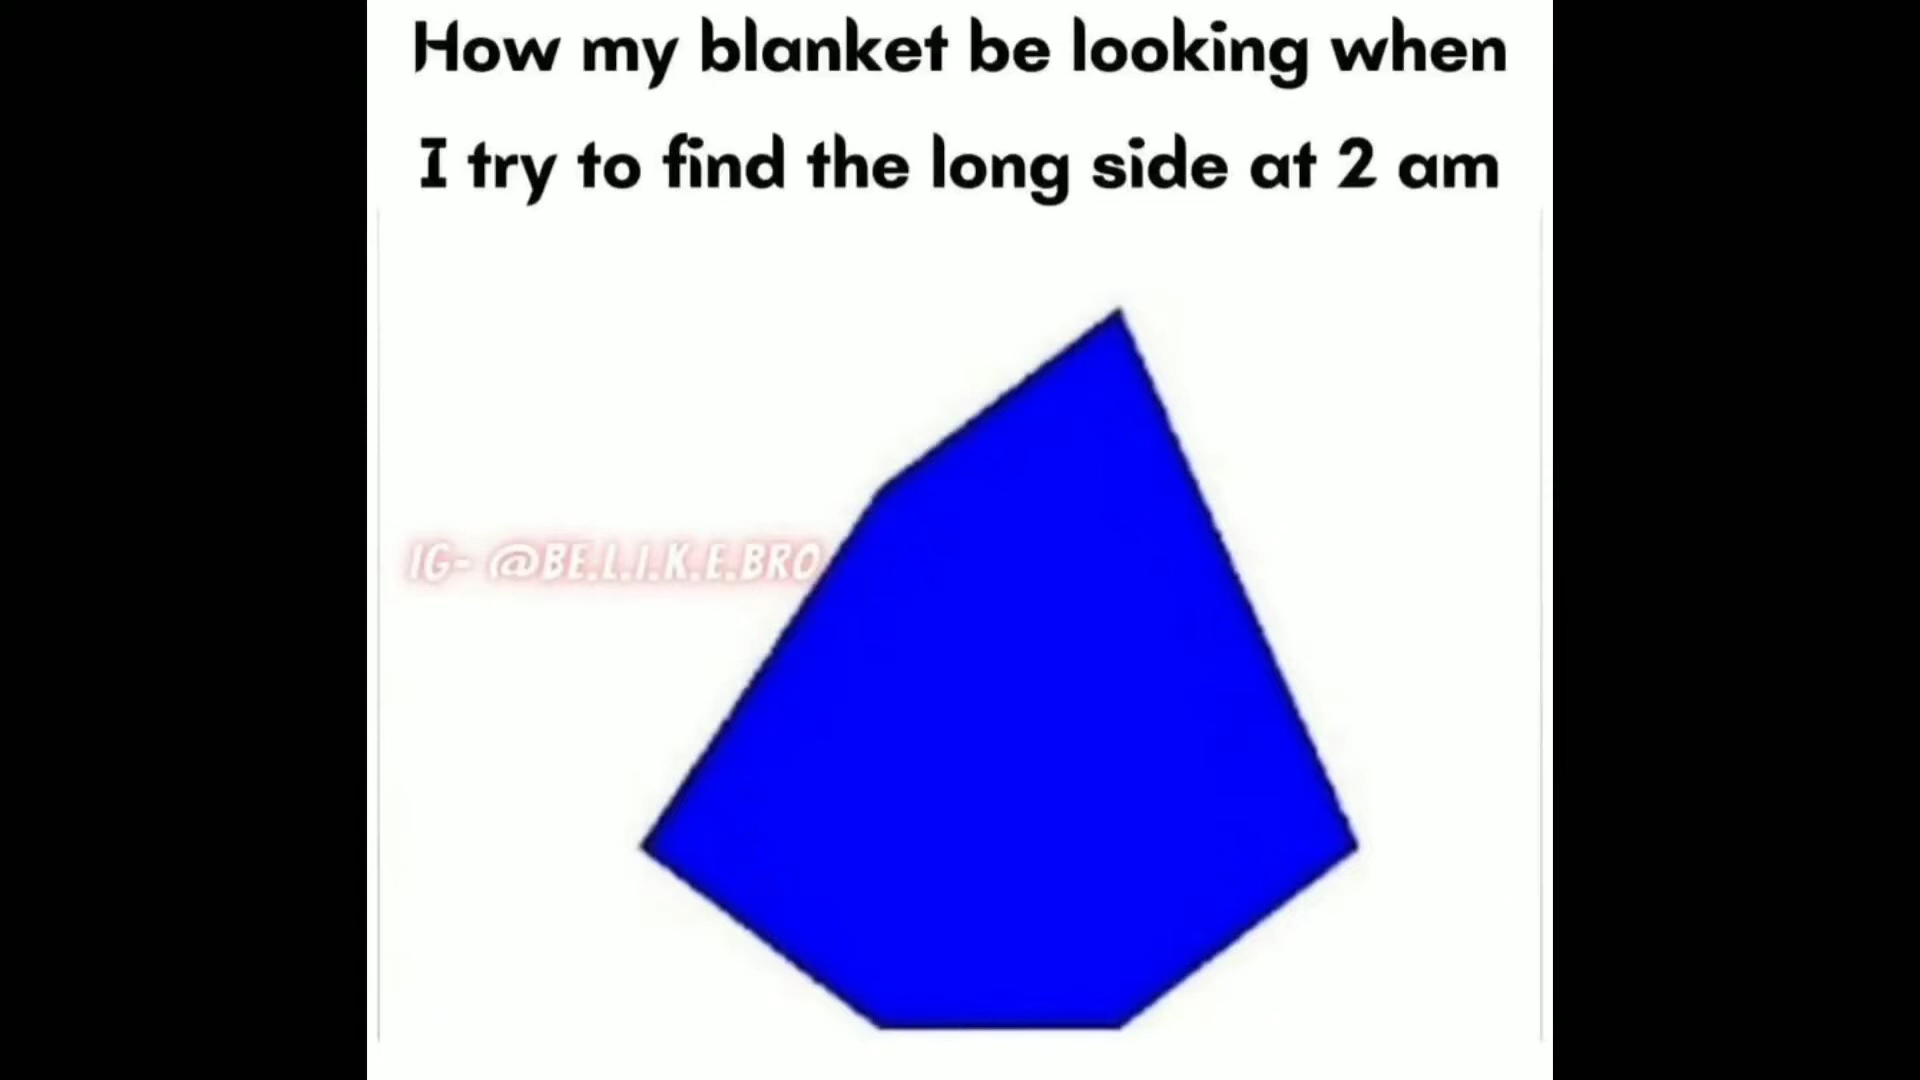 How my blanket be looking when
I try to find the long side at 2 am
IG- @BE.L.I.K.E.BRO